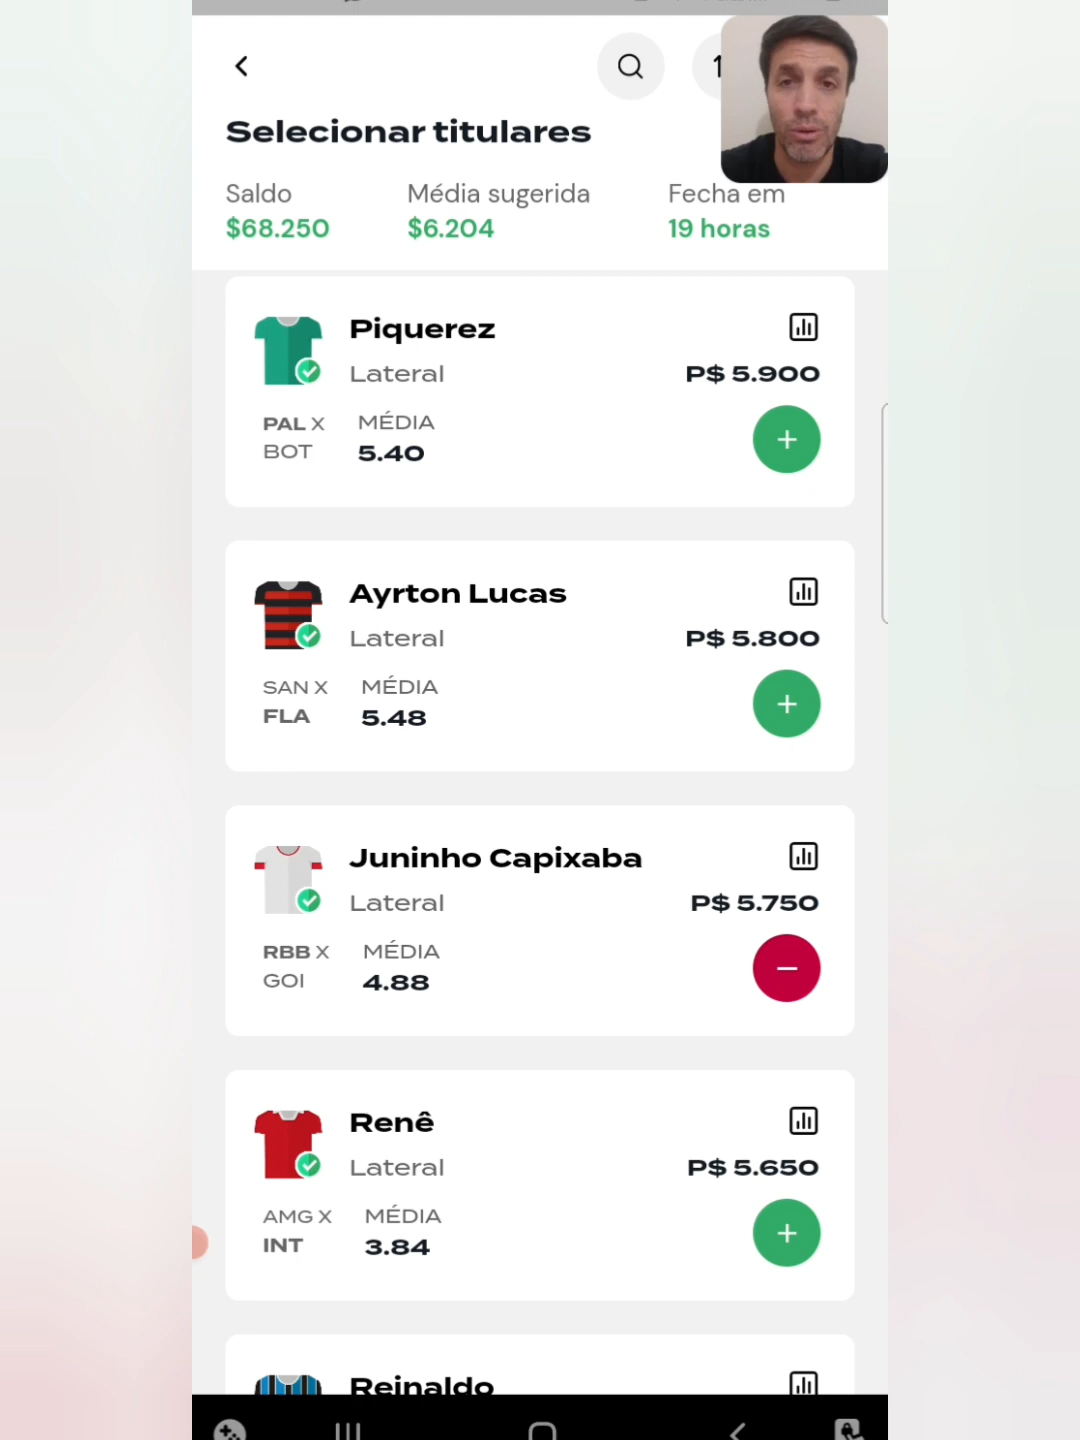 Selecionar titulares
Saldo
Média sugerida
Fecha em
$68.250
$6.204
19 horas
Piquerez
Lateral
P$ 5.900
PAL X
BOT
MÉDIA
5.40
Ayrton Lucas
Lateral
P$ 5.800
SAN X
FLA
MÉDIA
5.48
Juninho Capixaba
Lateral
P$ 5.750
RBB X
GOI
MÉDIA
4.88
Renê
Lateral
P$ 5.650
AMG X
INT
MÉDIA
3.84
Reinaldo